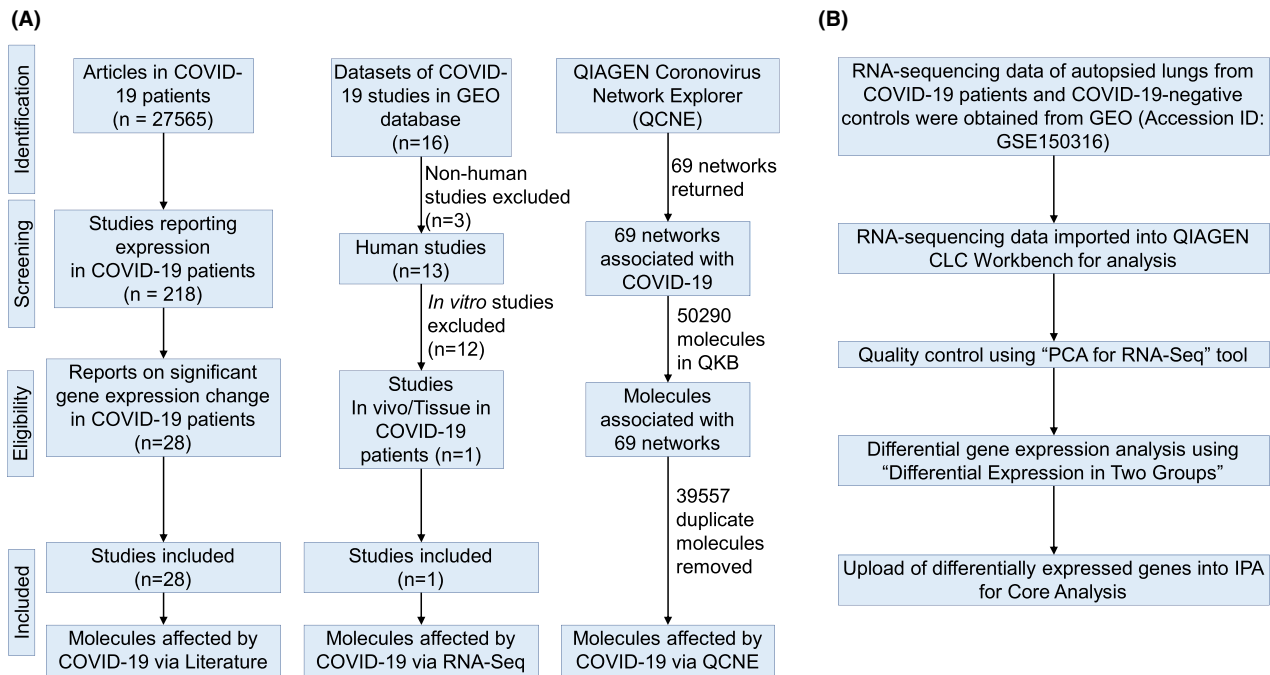 (A)
Identification
Screening
Eligibility
Included
Articles in COVID-
19 patients
(n = 27565)
Studies reporting
expression
in COVID-19 patients
(n = 218)
Reports on significant
gene expression change
in COVID-19 patients
(n=28)
Studies included
(n=28)
Molecules affected by
COVID-19 via Literature
Datasets of COVID-
19 studies in GEO
database
(n=16)
Non-human
studies excluded
(n=3)
Human studies
(n=13)
In vitro studies
excluded
(n=12)
Studies
In vivo/Tissue in
COVID-19
patients (n=1)
Studies included
(n=1)
Molecules affected by
COVID-19 via RNA-Seq
QIAGEN Coronovirus
Network Explorer
(QCNE)
69 networks
returned
69 networks
associated with
COVID-19
50290
molecules
in QKB
Molecules
associated with
69 networks
39557
duplicate
molecules
removed
Molecules affected by
COVID-19 via QCNE
(B)
RNA-sequencing data of autopsied lungs from
COVID-19 patients and COVID-19-negative
controls were obtained from GEO (Accession ID:
GSE150316)
RNA-sequencing data imported into QIAGEN
CLC Workbench for analysis
Quality control using “PCA for RNA-Seq” tool
Differential gene expression analysis using
“Differential Expression in Two Groups”
Upload of differentially expressed genes into IPA
for Core Analysis